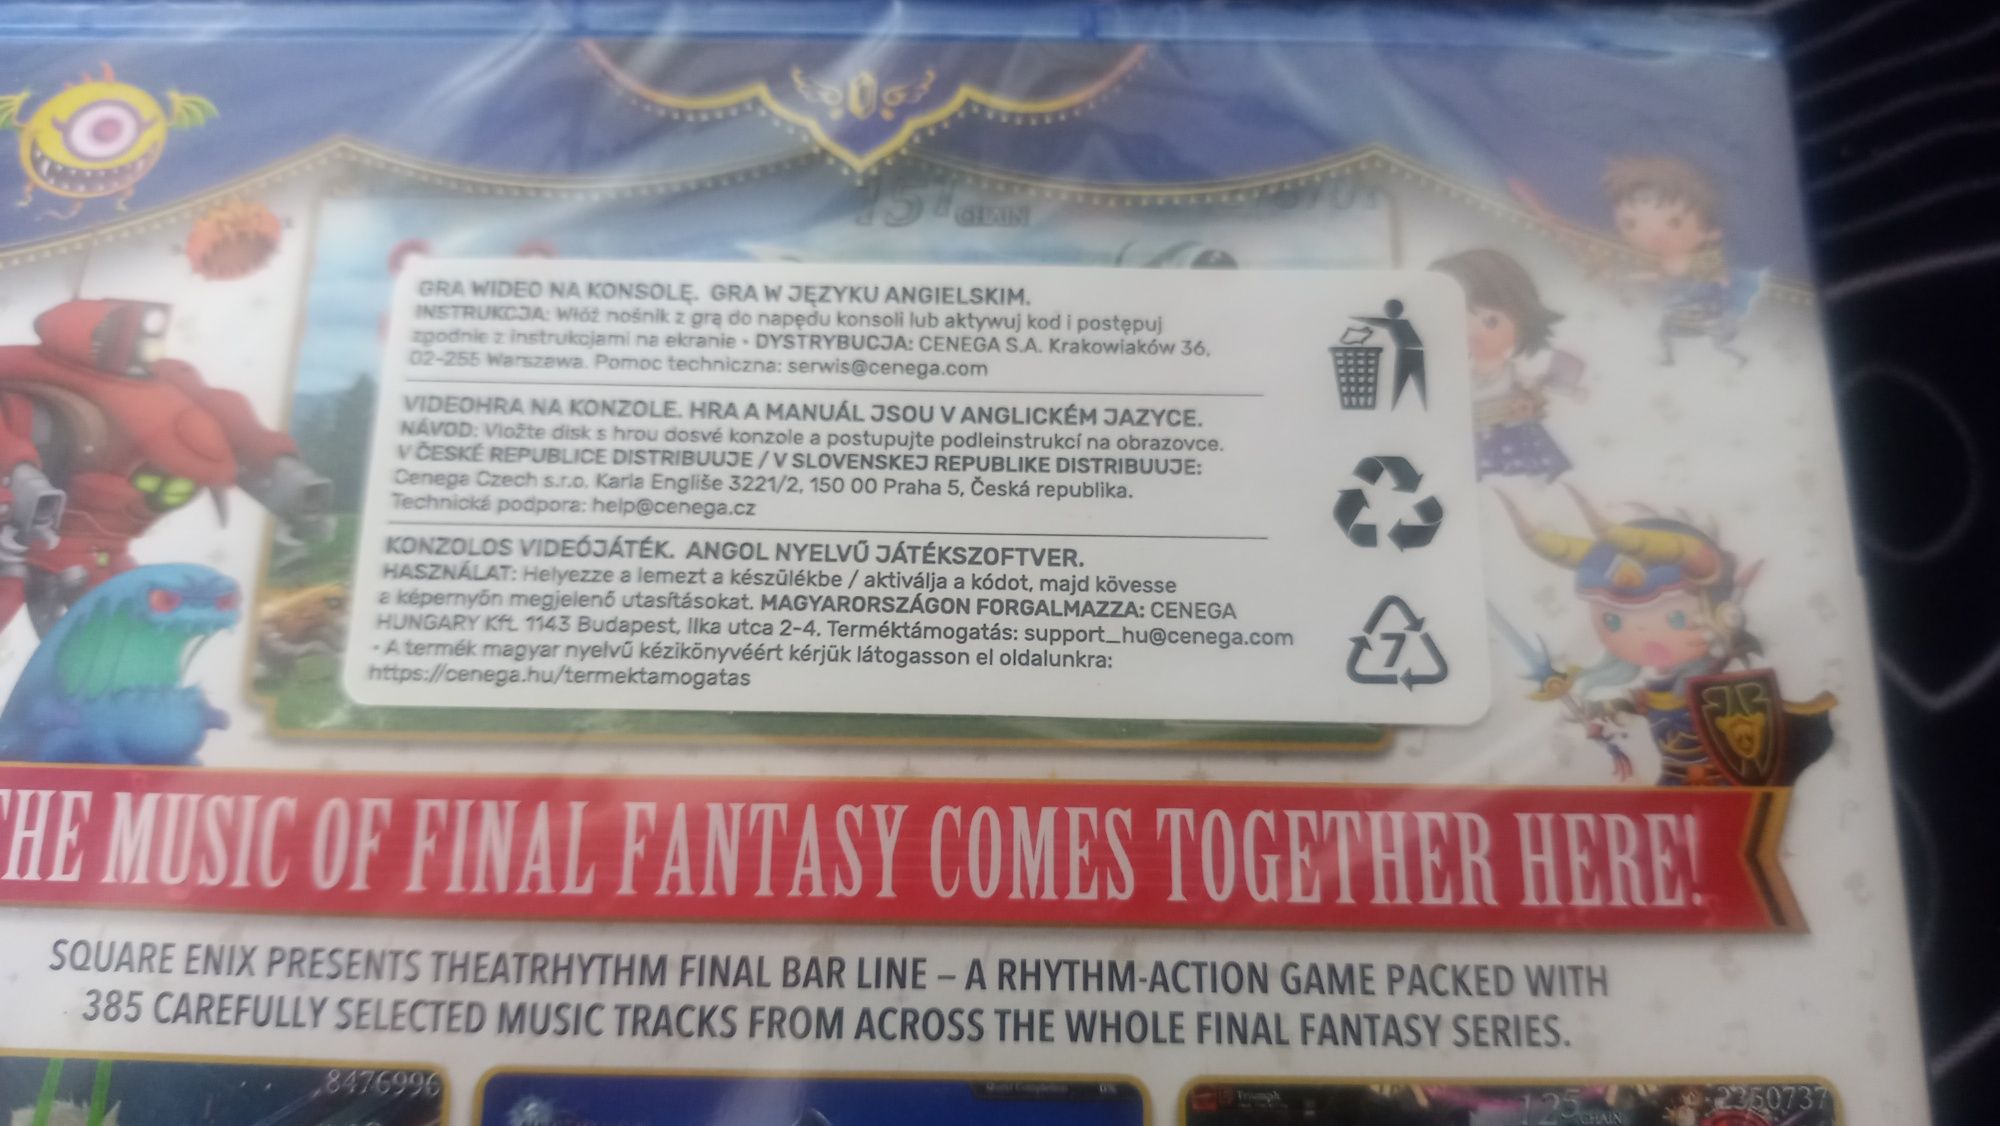 151 CHAIN
GRA WIDEO NA KONSOLĘ. GRA W JĘZYKU ANGIELSKIM.
INSTRUKCJA: Włóż nośnik z grą do napędu konsoli lub aktywuj kod i postępuj
zgodnie z instrukcjami na ekranie • DYSTRYBUCJA: CENEGA S.A. Krakowiaków 36,
02-255 Warszawa. Pomoc techniczna: serwis@cenega.com
VIDEOHRA NA KONZOLE. HRA A MANUÁL JSOU V ANGLICKÉM JAZYCE.
NÁVOD: Vložte disk s hrou dosvé konzole a postupujte podleinstrukcí na obrazovce.
V ČESKÉ REPUBLICE DISTRIBUUJE / V SLOVENSKEJ REPUBLIKE DISTRIBUUJE:
Cenega Czech s.r.o. Karla Engliše 3221/2, 150 00 Praha 5, Česká republika.
Technická podpora: help@cenega.cz
KONZOLOS VIDEÓJÁTÉK. ANGOL NYELVŰ JÁTÉKSZOFTVER.
HASZNÁLAT: Helyezze a lemezt a készülékbe / aktiválja a kódot, majd kövesse
a képernyőn megjelenő utasításokat. MAGYARORSZÁGON FORGALMAZZA: CENEGA
HUNGARY Kft. 1143 Budapest, Ilka utca 2-4. Terméktámogatás: support_hu@cenega.com
• A termék magyar nyelvű kézikönyvéért kérjük látogasson el oldalunkra:
https://cenega.hu/termektamogatas
7
THE MUSIC OF FINAL FANTASY COMES TOGETHER HERE!
SQUARE ENIX PRESENTS THEATRHYTHM FINAL BAR LINE – A RHYTHM-ACTION GAME PACKED WITH
385 CAREFULLY SELECTED MUSIC TRACKS FROM ACROSS THE WHOLE FINAL FANTASY SERIES.
8476996
Quest Completion 0%
Triumph
125 CHAIN
2350737